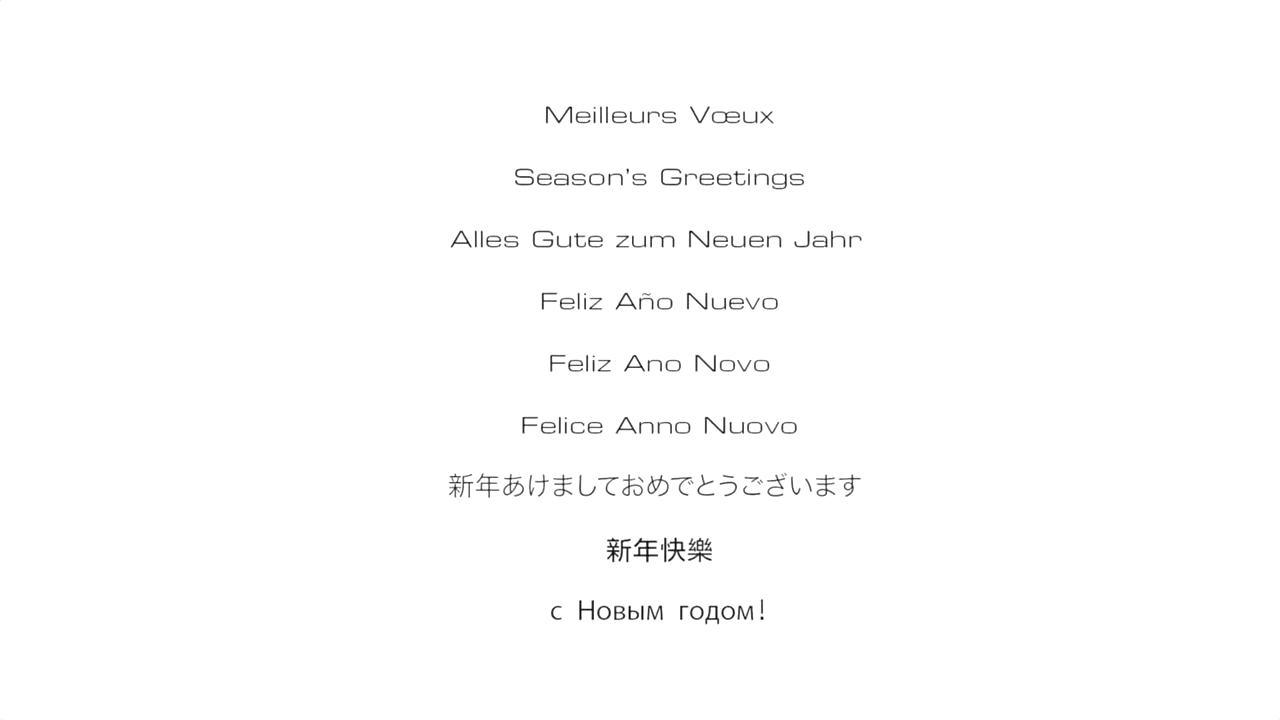 Meilleurs Vœux
Season's Greetings
Alles Gute zum Neuen Jahr
Feliz Año Nuevo
Feliz Ano Novo
Felice Anno Nuovo
新年あけましておめでとうございます
新年快樂
с Новым годом!